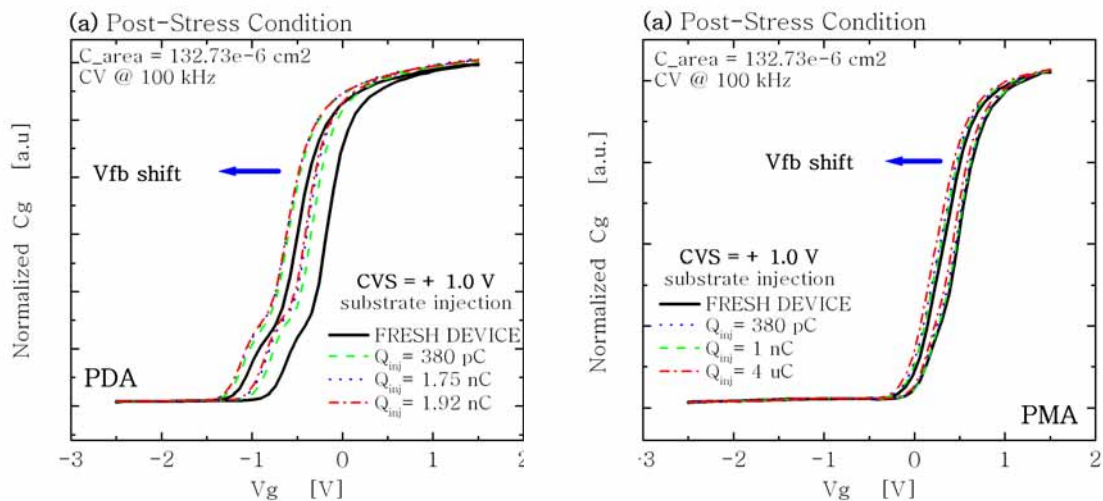 (a) Post-Stress Condition
C_area = 132.73e-6 cm2
CV @ 100 kHz
Normalized Cg [a.u]
Vfb shift
CVS = + 1.0 V
substrate injection
FRESH DEVICE
Qinj= 380 pC
Qinj= 1.75 nC
Qinj= 1.92 nC
PDA
-3 -2 -1 0 1 2
Vg [V]
(a) Post-Stress Condition
C_area = 132.73e-6 cm2
CV @ 100 kHz
Normalized Cg [a.u.]
Vfb shift
CVS = + 1.0 V
substrate injection
FRESH DEVICE
Qinj= 380 pC
Qinj= 1 nC
Qinj= 4 uC
PMA
-3 -2 -1 0 1 2
Vg [V]